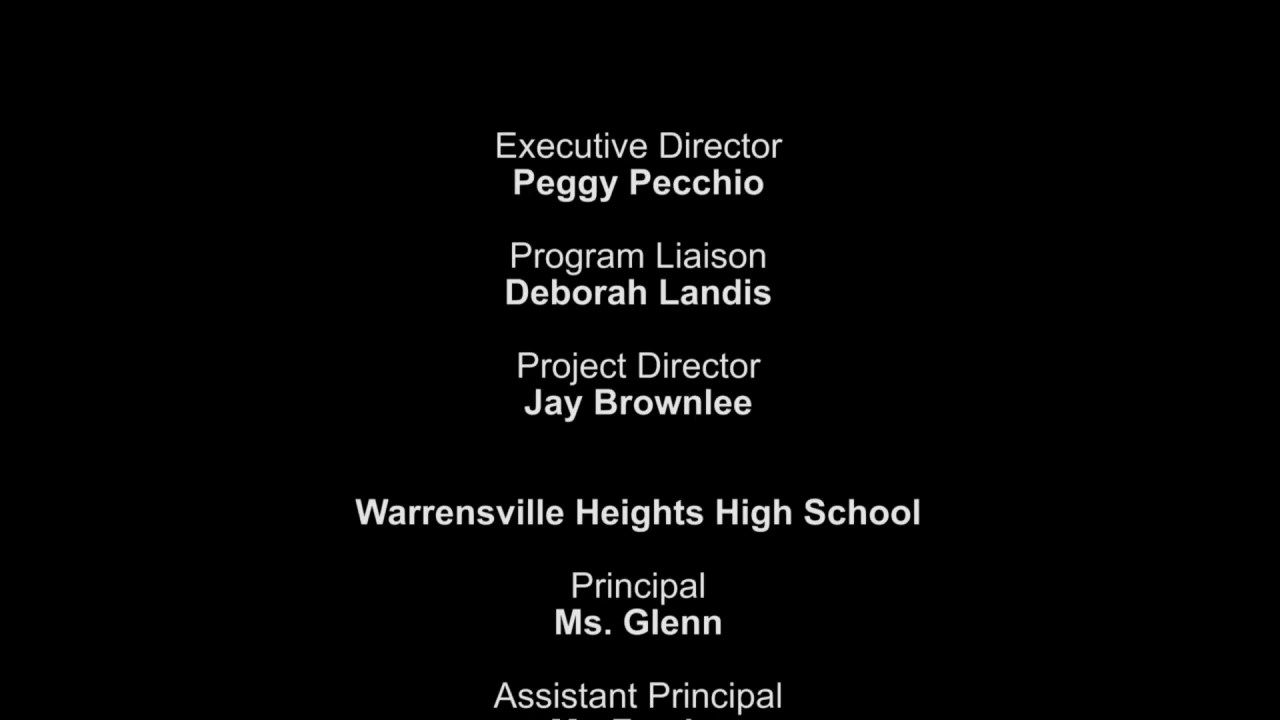 Executive Director
Peggy Pecchio
Program Liaison
Deborah Landis
Project Director
Jay Brownlee
Warrensville Heights High School
Principal
Ms. Glenn
Assistant Principal